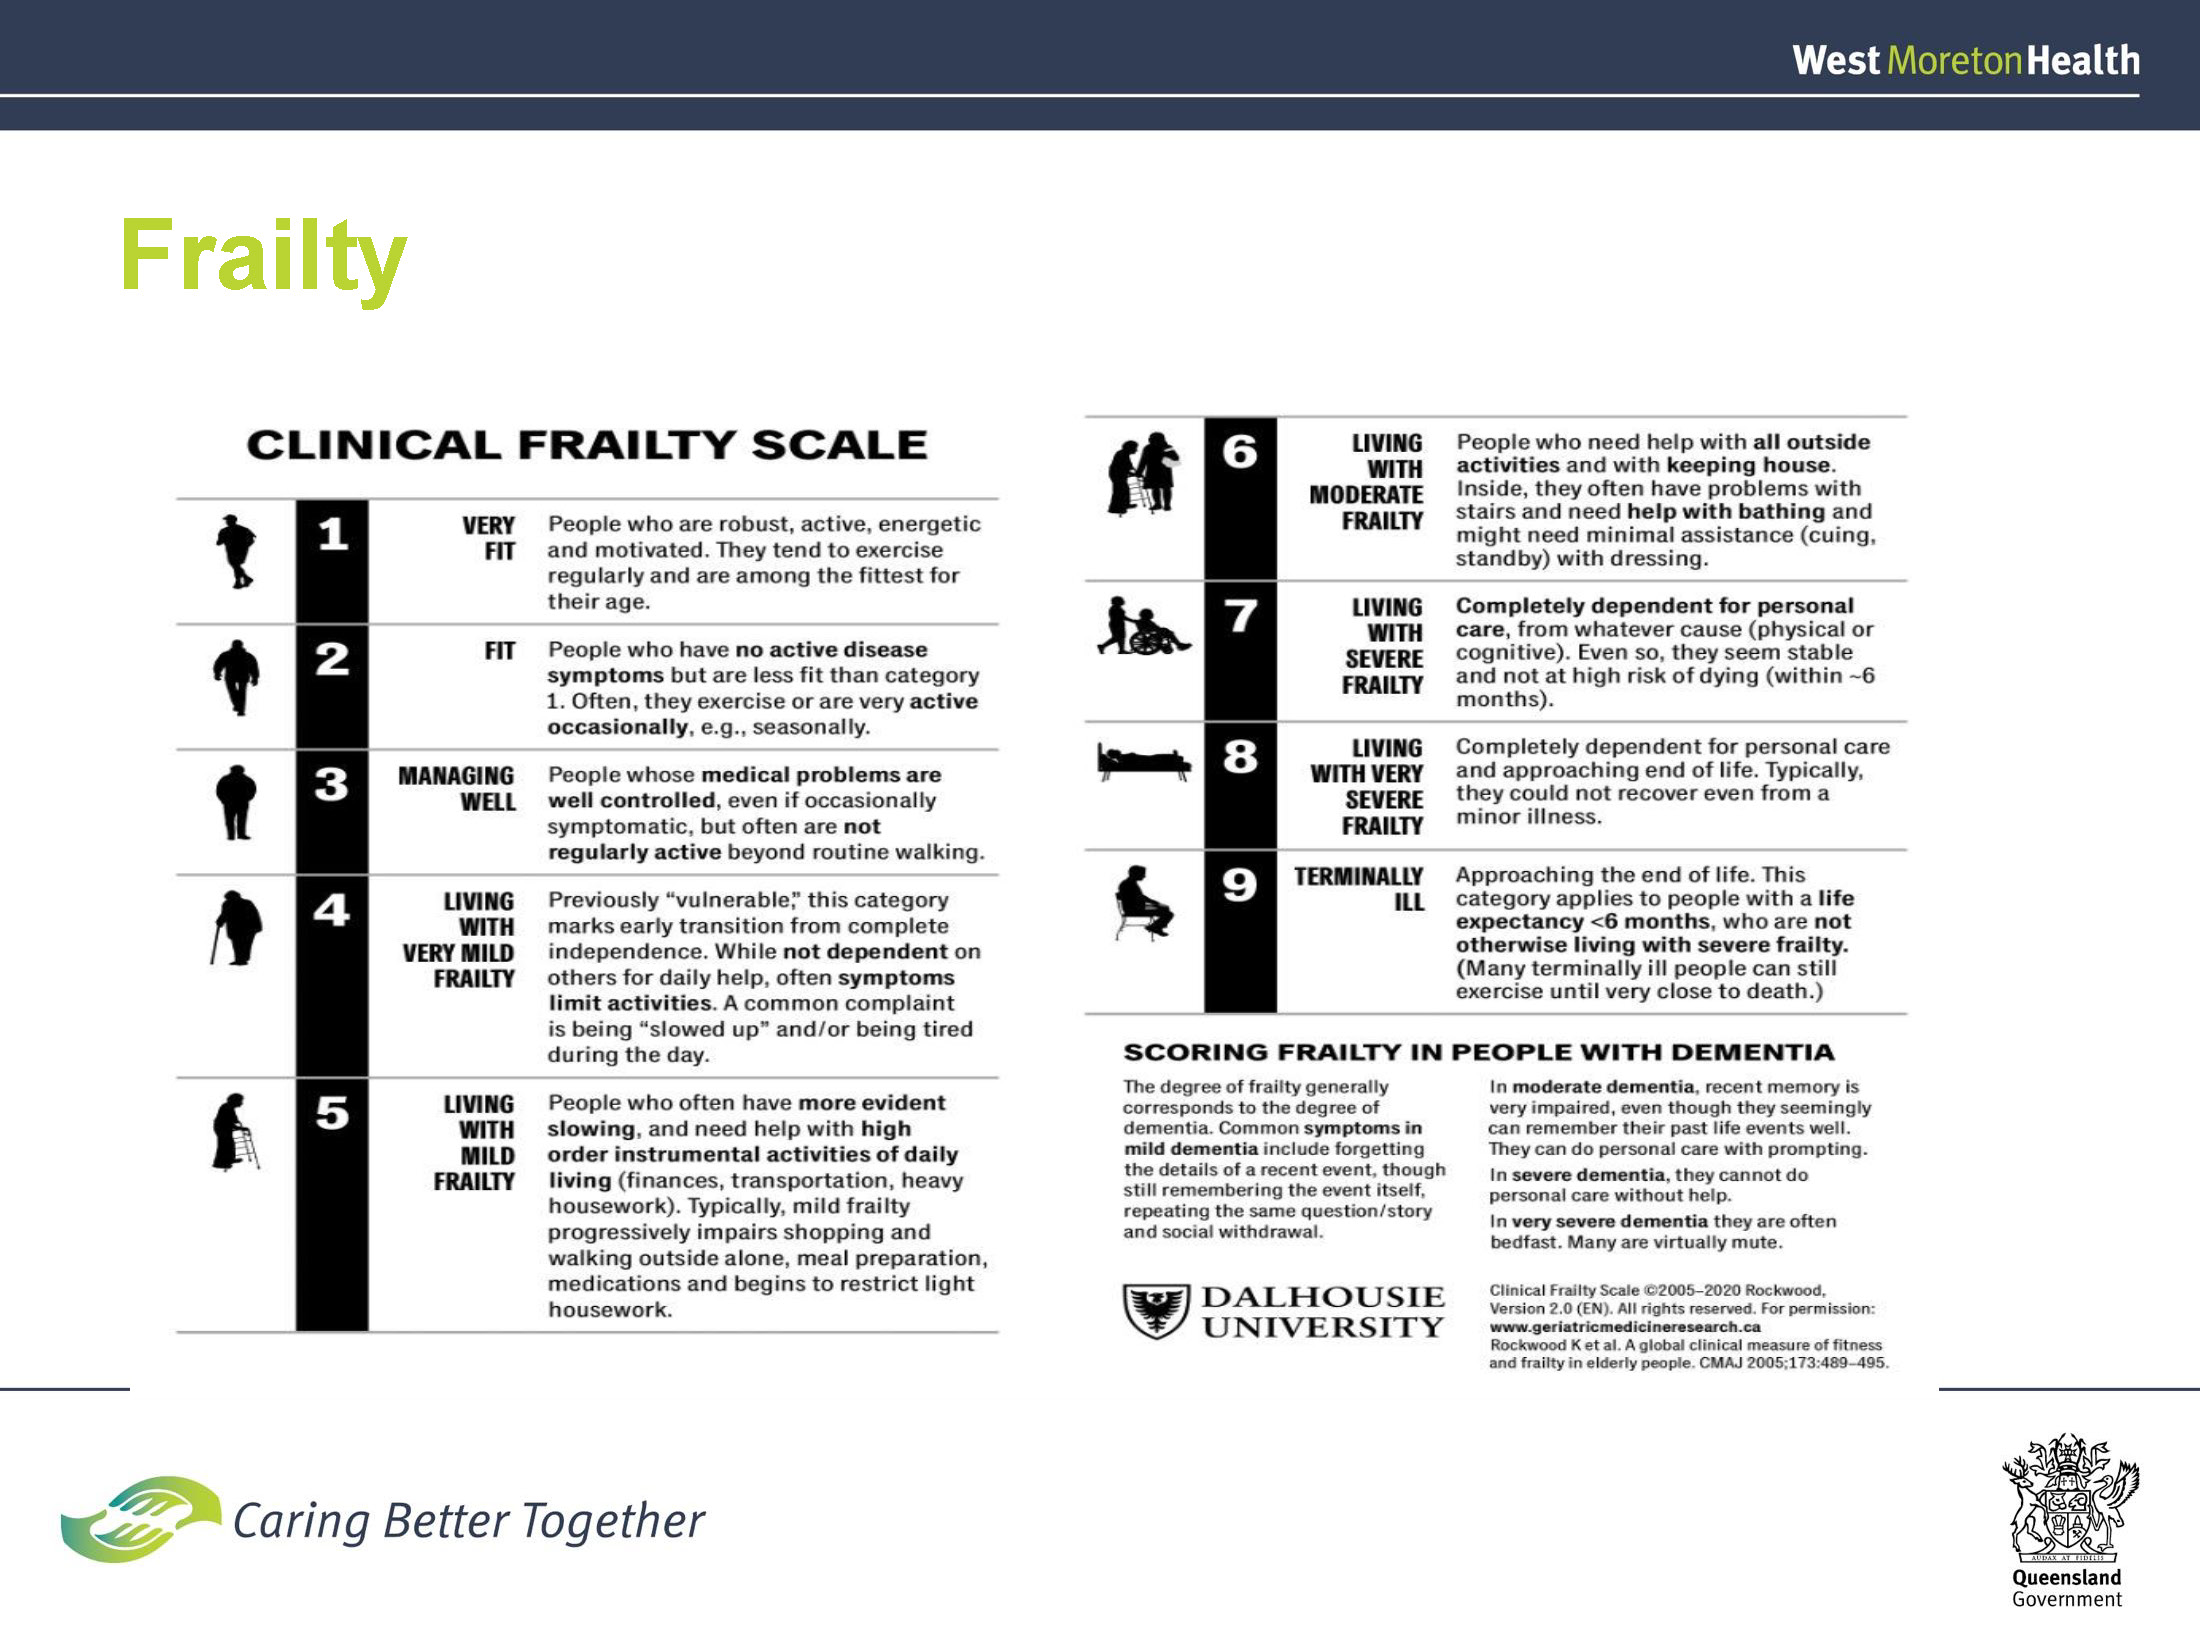 West Moreton Health
Frailty
CLINICAL FRAILTY SCALE
1
VERY
FIT
People who are robust, active, energetic
and motivated. They tend to exercise
regularly and are among the fittest for
their age.
2
FIT
People who have no active disease
symptoms but are less fit than category
1. Often, they exercise or are very active
occasionally, e.g., seasonally.
3
MANAGING
WELL
People whose medical problems are
well controlled, even if occasionally
symptomatic, but often are not
regularly active beyond routine walking.
4
LIVING
WITH
VERY MILD
FRAILTY
Previously “vulnerable,” this category
marks early transition from complete
independence. While not dependent on
others for daily help, often symptoms
limit activities. A common complaint
is being “slowed up” and/or being tired
during the day.
5
LIVING
WITH
MILD
FRAILTY
People who often have more evident
slowing, and need help with high
order instrumental activities of daily
living (finances, transportation, heavy
housework). Typically, mild frailty
progressively impairs shopping and
walking outside alone, meal preparation,
medications and begins to restrict light
housework.
6
LIVING
WITH
MODERATE
FRAILTY
People who need help with all outside
activities and with keeping house.
Inside, they often have problems with
stairs and need help with bathing and
might need minimal assistance (cuing,
standby) with dressing.
7
LIVING
WITH
SEVERE
FRAILTY
Completely dependent for personal
care, from whatever cause (physical or
cognitive). Even so, they seem stable
and not at high risk of dying (within ~6
months).
8
LIVING
WITH VERY
SEVERE
FRAILTY
Completely dependent for personal care
and approaching end of life. Typically,
they could not recover even from a
minor illness.
9
TERMINALLY
ILL
Approaching the end of life. This
category applies to people with a life
expectancy <6 months, who are not
otherwise living with severe frailty.
(Many terminally ill people can still
exercise until very close to death.)
SCORING FRAILTY IN PEOPLE WITH DEMENTIA
The degree of frailty generally
corresponds to the degree of
dementia. Common symptoms in
mild dementia include forgetting
the details of a recent event, though
still remembering the event itself,
repeating the same question/story
and social withdrawal.
In moderate dementia, recent memory is
very impaired, even though they seemingly
can remember their past life events well.
They can do personal care with prompting.
In severe dementia, they cannot do
personal care without help.
In very severe dementia they are often
bedfast. Many are virtually mute.
DALHOUSIE
UNIVERSITY
Clinical Frailty Scale ©2005–2020 Rockwood,
Version 2.0 (EN). All rights reserved. For permission:
www.geriatricmedicineresearch.ca
Rockwood K et al. A global clinical measure of fitness
and frailty in elderly people. CMAJ 2005;173:489–495.
Caring Better Together
AUDAX AT FIDELIS
Queensland
Government